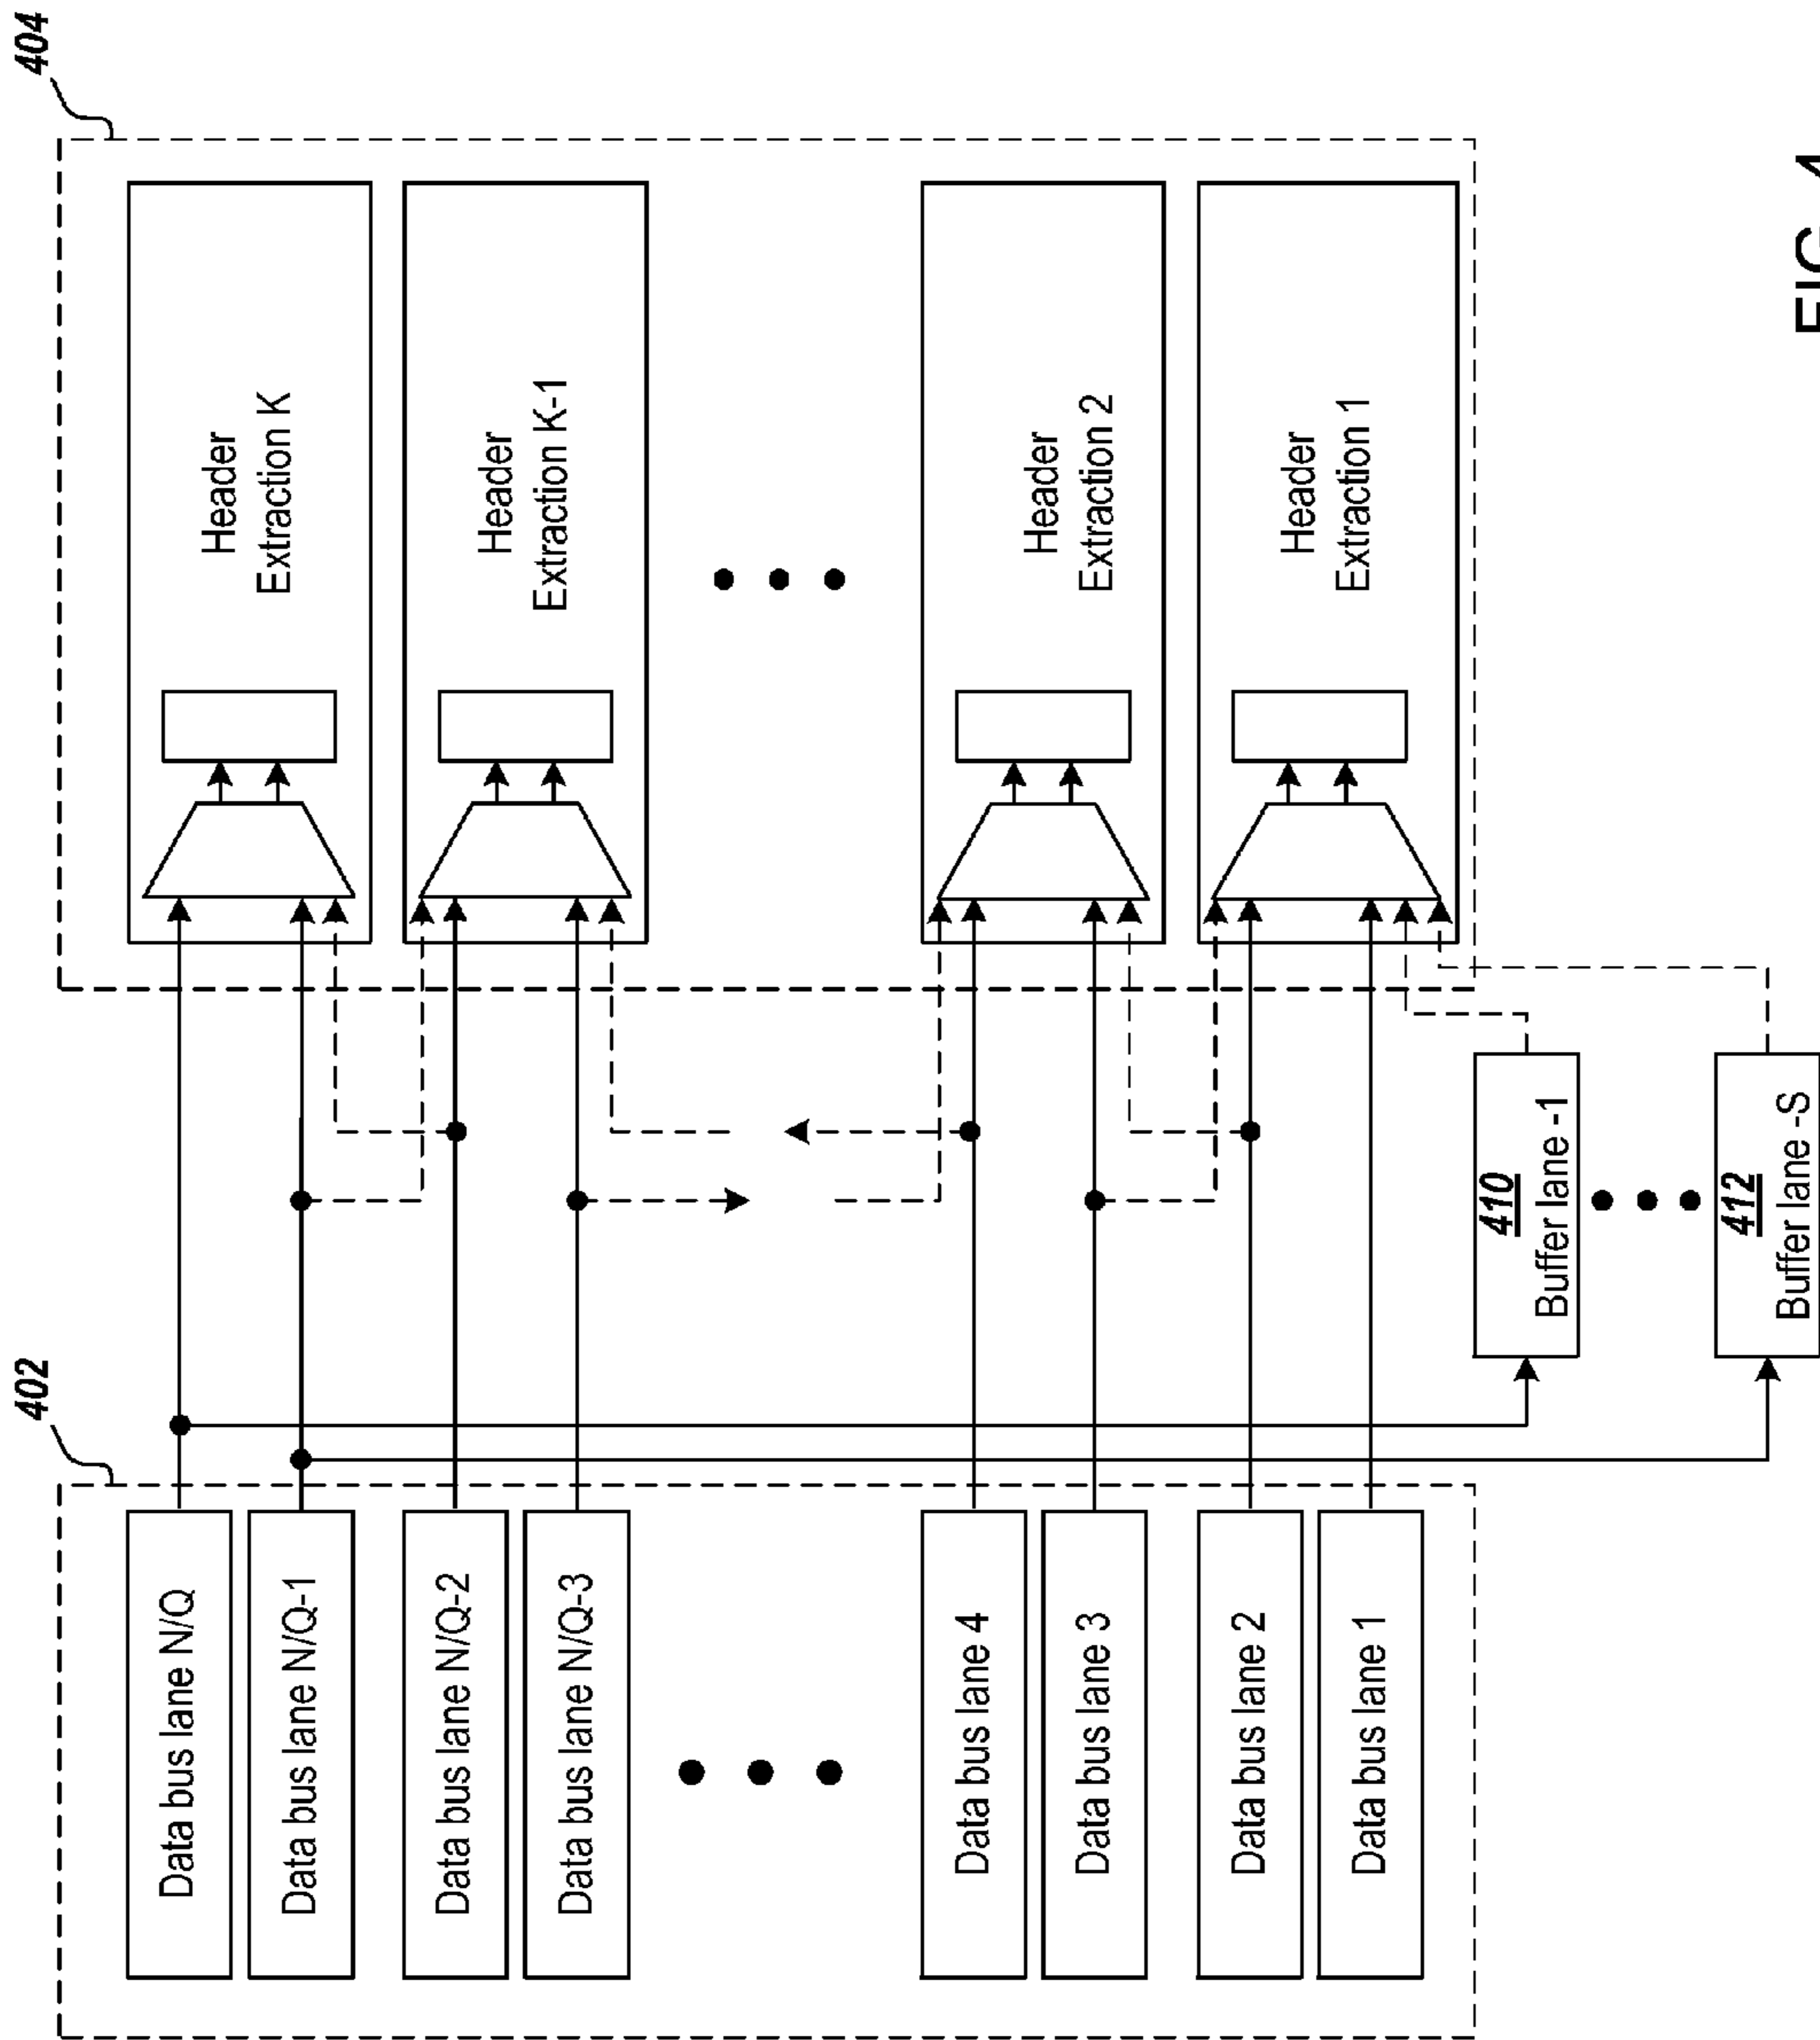 402
404
Data bus lane N/Q
Data bus lane N/Q-1
Header
Extraction K
Data bus lane N/Q-2
Data bus lane N/Q-3
Header
Extraction K-1
Data bus lane 4
Data bus lane 3
Header
Extraction 2
Data bus lane 2
Data bus lane 1
Header
Extraction 1
410
Buffer lane -1
412
Buffer lane -S
FIG. 4